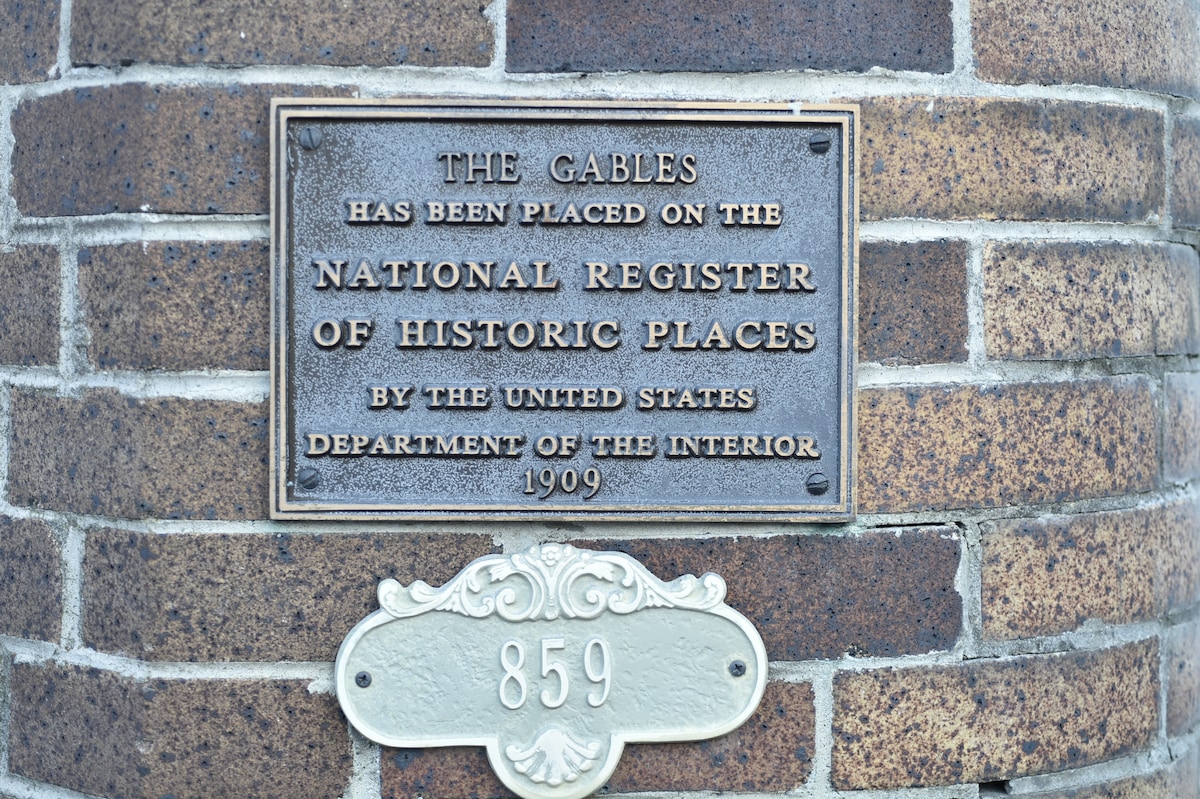 THE GABLES
HAS BEEN PLACED ON THE
NATIONAL REGISTER
OF HISTORIC PLACES
BY THE UNITED STATES
DEPARTMENT OF THE INTERIOR
1909
859